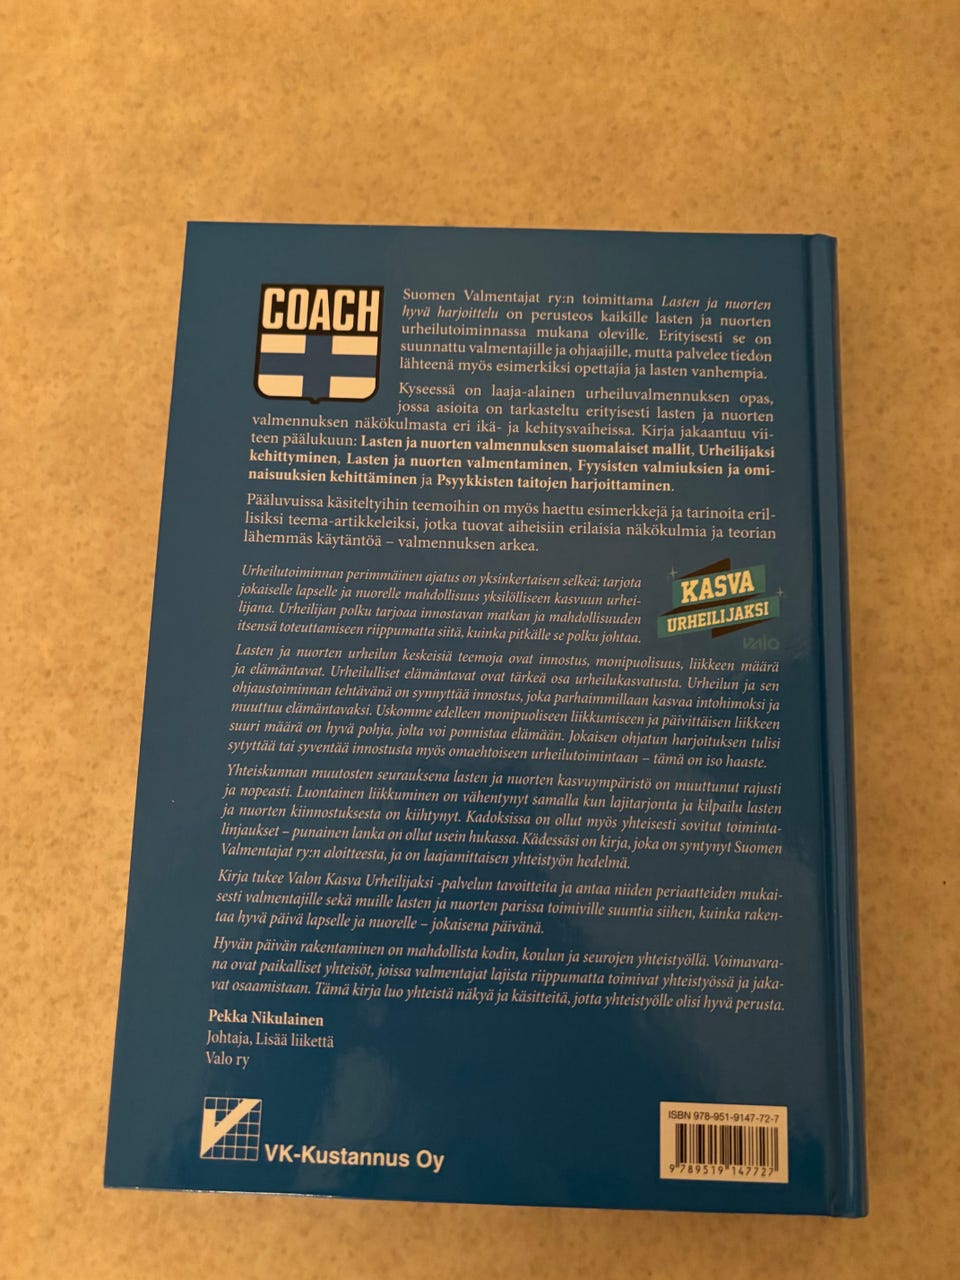 COACH
Suomen Valmentajat ry:n toimittama Lasten ja nuorten
hyvä harjoittelu on perusteos kaikille lasten ja nuorten
urheilutoiminnassa mukana oleville. Erityisesti se on
suunnattu valmentajille ja ohjaajille, mutta palvelee tiedon
lähteenä myös esimerkiksi opettajia ja lasten vanhempia.
Kyseessä on laaja-alainen urheiluvalmennuksen opas,
jossa asioita on tarkasteltu erityisesti lasten ja nuorten
valmennuksen näkökulmasta eri ikä- ja kehitysvaiheissa. Kirja jakaantuu vii-
teen päälukuun: Lasten ja nuorten valmennuksen suomalaiset mallit, Urheilijaksi
kehittyminen, Lasten ja nuorten valmentaminen, Fyysisten valmiuksien ja omi-
naisuuksien kehittäminen ja Psyykkisten taitojen harjoittaminen.
Pääluvuissa käsiteltyihin teemoihin on myös haettu esimerkkejä ja tarinoita eril-
lisiksi teema-artikkeleiksi, jotka tuovat aiheisiin erilaisia näkökulmia ja teorian
lähemmäs käytäntöä – valmennuksen arkea.
Urheilutoiminnan perimmäinen ajatus on yksinkertaisen selkeä: tarjota
jokaiselle lapselle ja nuorelle mahdollisuus yksilölliseen kasvuun urhei-
lijana. Urheilijan polku tarjoaa innostavan matkan ja mahdollisuuden
itsensä toteuttamiseen riippumatta siitä, kuinka pitkälle se polku johtaa.
KASVA
URHEILIJAKSI
VALO
Lasten ja nuorten urheilun keskeisiä teemoja ovat innostus, monipuolisuus, liikkeen määrä
ja elämäntavat. Urheilulliset elämäntavat ovat tärkeä osa urheilukasvatusta. Urheilun ja sen
ohjaustoiminnan tehtävänä on synnyttää innostus, joka parhaimmillaan kasvaa intohimoksi ja
muuttuu elämäntavaksi. Uskomme edelleen monipuoliseen liikkumiseen ja päivittäisen liikkeen
suuri määrä on hyvä pohja, jolta voi ponnistaa elämään. Jokaisen ohjatun harjoituksen tulisi
sytyttää tai syventää innostusta myös omaehtoiseen urheilutoimintaan – tämä on iso haaste.
Yhteiskunnan muutosten seurauksena lasten ja nuorten kasvuympäristö on muuttunut rajusti
ja nopeasti. Luontainen liikkuminen on vähentynyt samalla kun lajitarjonta ja kilpailu lasten
ja nuorten kiinnostuksesta on kiihtynyt. Kadoksissa on ollut myös yhteisesti sovitut toiminta-
linjaukset – punainen lanka on ollut usein hukassa. Kädessäsi on kirja, joka on syntynyt Suomen
Valmentajat ry:n aloitteesta, ja on laajamittaisen yhteistyön hedelmä.
Kirja tukee Valon Kasva Urheilijaksi -palvelun tavoitteita ja antaa niiden periaatteiden mukai-
sesti valmentajille sekä muille lasten ja nuorten parissa toimiville suuntia siihen, kuinka raken-
taa hyvä päivä lapselle ja nuorelle – jokaisena päivänä.
Hyvän päivän rakentaminen on mahdollista kodin, koulun ja seurojen yhteistyöllä. Voimavara-
na ovat paikalliset yhteisöt, joissa valmentajat lajista riippumatta toimivat yhteistyössä ja jaka-
vat osaamistaan. Tämä kirja luo yhteistä näkyä ja käsitteitä, jotta yhteistyölle olisi hyvä perusta.
Pekka Nikulainen
Johtaja, Lisää liikettä
Valo ry
VK-Kustannus Oy
ISBN 978-951-9147-72-7
9 789519 147727